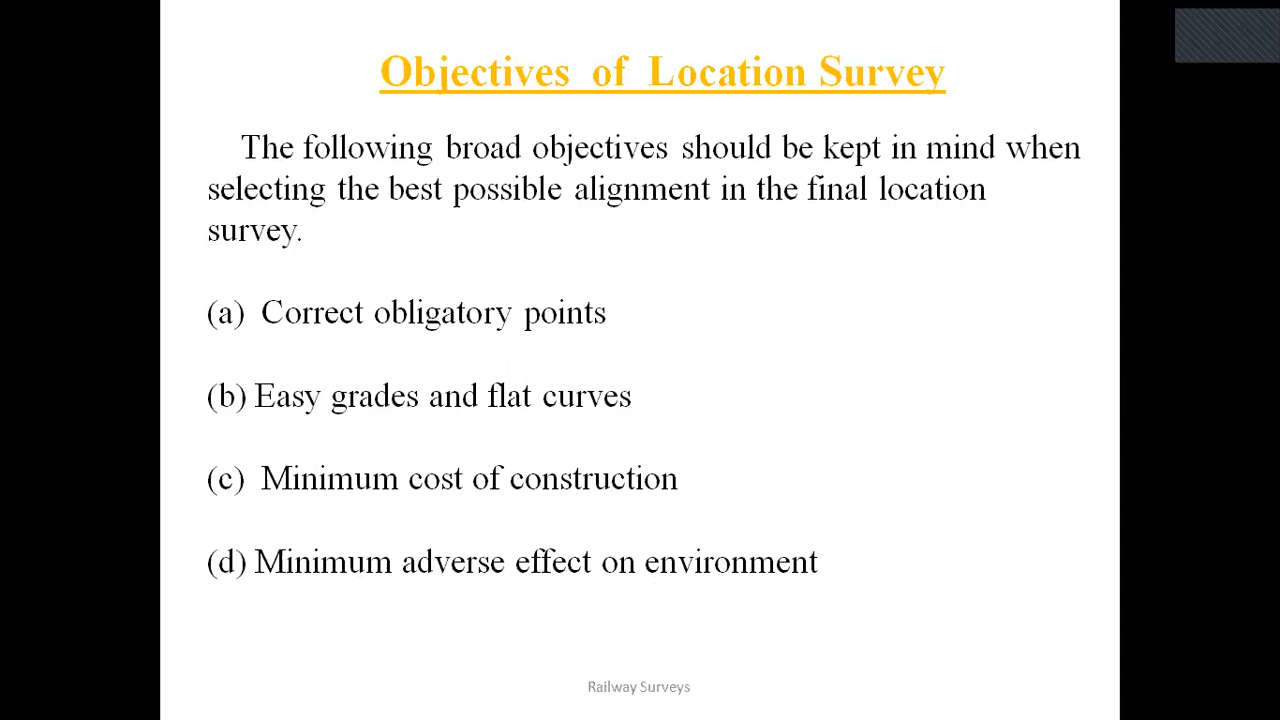 Objectives of Location Survey
The following broad objectives should be kept in mind when
selecting the best possible alignment in the final location
survey.
(a) Correct obligatory points
(b) Easy grades and flat curves
(c) Minimum cost of construction
(d) Minimum adverse effect on environment
Railway Surveys